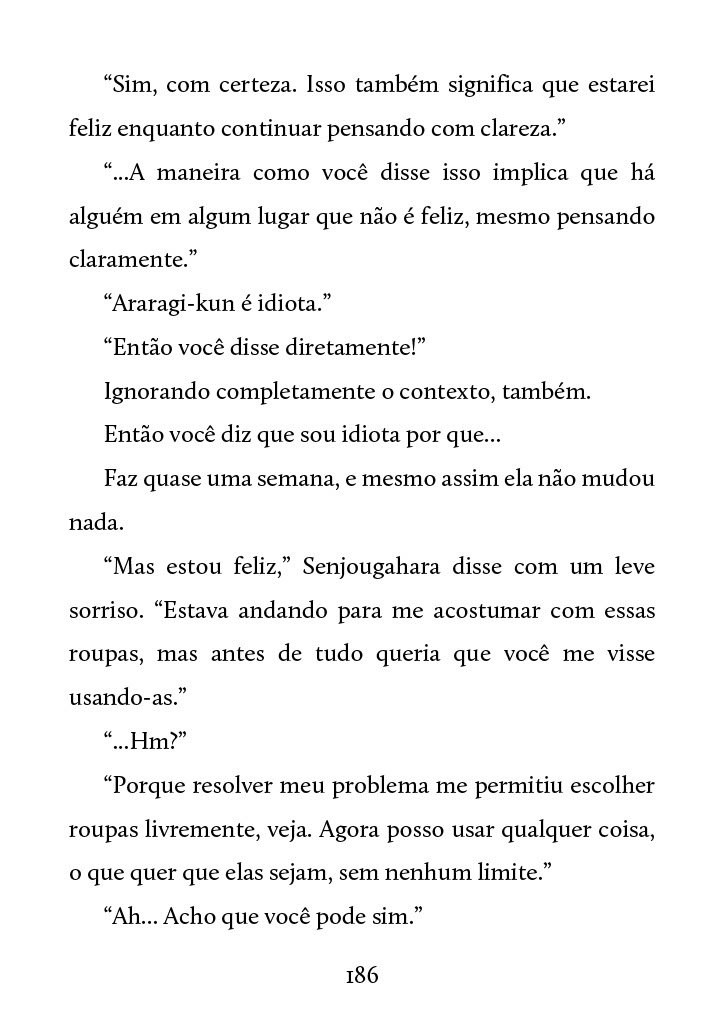 “Sim, com certeza. Isso também significa que estarei
feliz enquanto continuar pensando com clareza.”
“...A maneira como você disse isso implica que há
alguém em algum lugar que não é feliz, mesmo pensando
claramente.”
“Araragi-kun é idiota.”
“Então você disse diretamente!”
Ignorando completamente o contexto, também.
Então você diz que sou idiota por que...
Faz quase uma semana, e mesmo assim ela não mudou
nada.
“Mas estou feliz,” Senjougahara disse com um leve
sorriso. “Estava andando para me acostumar com essas
roupas, mas antes de tudo queria que você me visse
usando-as.”
“...Hm?”
“Porque resolver meu problema me permitiu escolher
roupas livremente, veja. Agora posso usar qualquer coisa,
o que quer que elas sejam, sem nenhum limite.”
“Ah... Acho que você pode sim.”
186